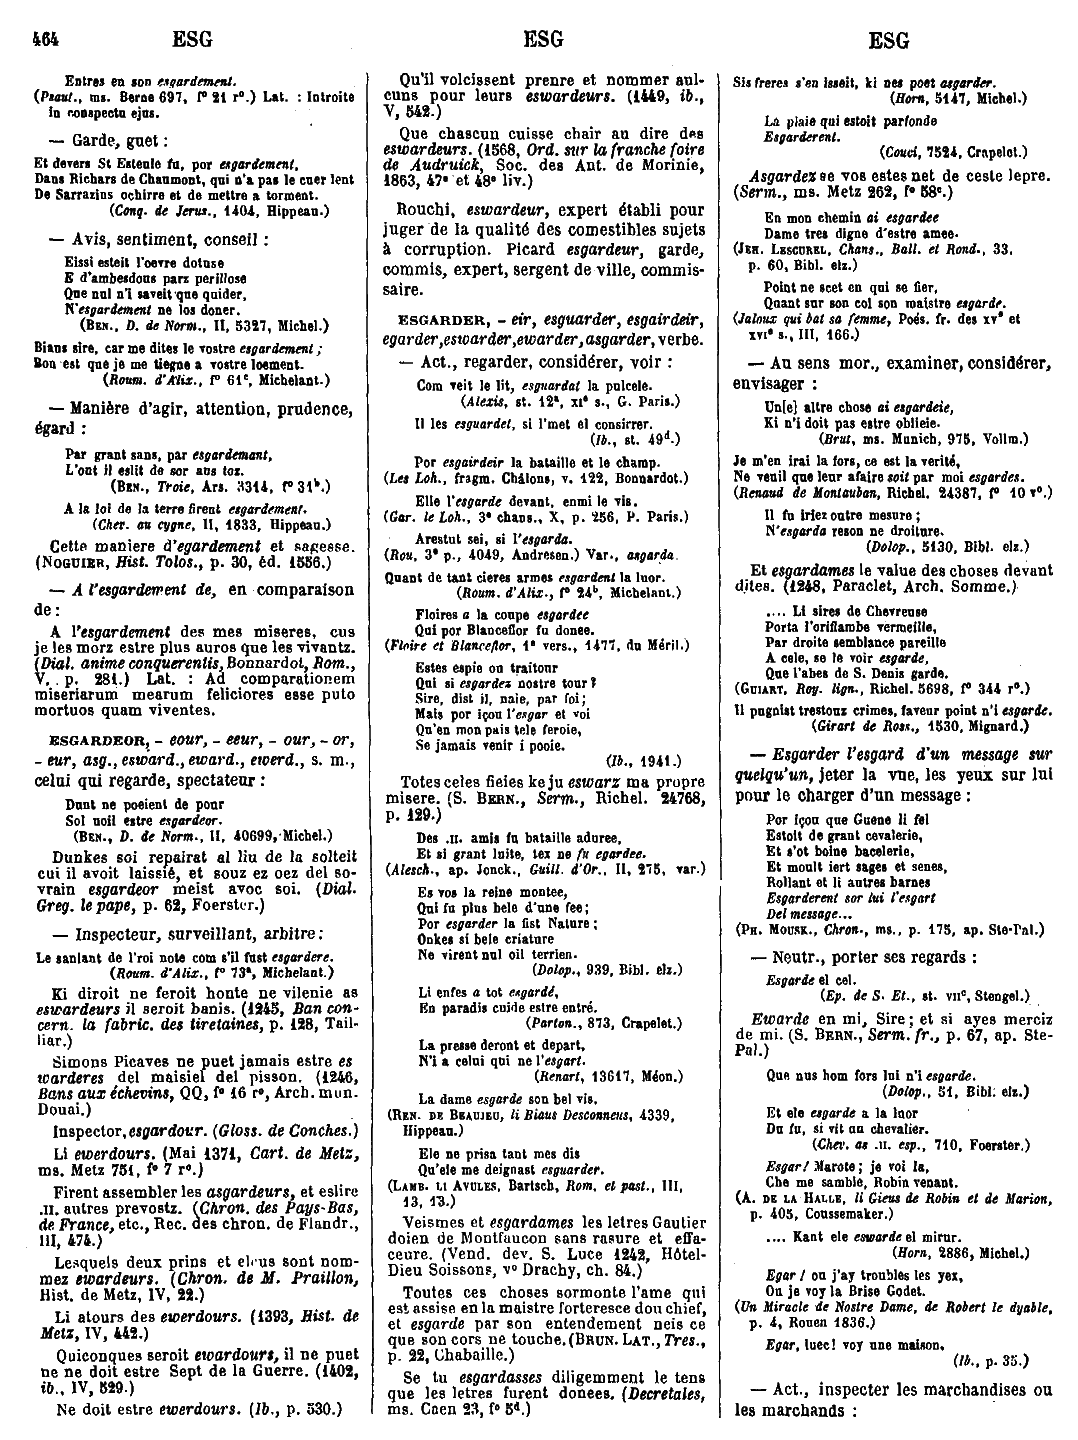 464 ESG ESG ESG
Entres en son esgardement.
(Psaut., ms. Berne 697, f° 21 r°.) Lat. : Introite
in conspectu ejus.
— Garde, guet :
Et devers St Estenle fu, por esgardement,
Dans Richars de Chaumont, qui n'a pas le cuer lent
De Sarrazins ochirre et de mettre a torment.
(Conq. de Jerus., 1404, Hippeau.)
— Avis, sentiment, conseil :
Eissi esteit l'oevre dotuse
E d'ambesdous parz perillose
Que nul n'i saveit que quider,
N'esgardement ne los doner.
(BEN., D. de Norm., II, 5327, Michel.)
Biaus sire, car me dites le vostre esgardement ;
Bon est que je me tiegne a vostre loement.
(Roum. d'Alix., f° 61c, Michelant.)
— Manière d'agir, attention, prudence,
égard :
Par grant sans, par esgardemant,
L'ont il eslit de sor aus toz.
(BEN., Troie, Ars. 3314, f° 31b.)
A la loi de la terre firent esgardement.
(Chev. au cygne, II, 1833, Hippeau.)
Cette maniere d'egardement et sagesse.
(NOGUIER, Hist. Tolos., p. 30, éd. 1556.)
— A l'esgardement de, en comparaison
de :
A l'esgardement des mes miseres, cus
je les morz estre plus auros que les vivantz.
(Dial. anime conquerentis, Bonnardot, Rom.,
V, p. 281.) Lat. : Ad comparationem
miseriarum mearum feliciores esse puto
mortuos quam viventes.
ESGARDEOR, - eour, - eeur, - our, - or,
- eur, asg., esward., eward., ewerd., s. m.,
celui qui regarde, spectateur :
Dunt ne poeient de pour
Sol uoil estre esgardeor.
(BEN., D. de Norm., II, 40699, Michel.)
Dunkes soi repairat al liu de la solteit
cui il avoit laissié, et souz ez oez del so-
vrain esgardeor meist avoc soi. (Dial.
Greg. le pape, p. 62, Foerster.)
— Inspecteur, surveillant, arbitre :
Le sanlant de l'roi note com s'il fust esgardere.
(Roum. d'Alix., f° 73a, Michelant.)
Ki diroit ne feroit honte ne vilenie as
eswardeurs il seroit banis. (1245, Ban con-
cern. la fabric. des tiretaines, p. 128, Tail-
liar.)
Simons Picaves ne puet jamais estre es
warderes del maisiel del pisson. (1246,
Bans aux échevins, QQ, f° 16 r°, Arch. mun.
Douai.)
Inspector, esgardour. (Gloss. de Conches.)
Li ewerdours. (Mai 1371, Cart. de Metz,
ms. Metz 751, f° 7 r°.)
Firent assembler les asgardeurs, et eslire
.II. autres prevostz. (Chron. des Pays-Bas,
de France, etc., Rec. des chron. de Flandr.,
III, 474.)
Lesquels deux prins et eleus sont nom-
mez ewardeurs. (Chron. de M. Praillon,
Hist. de Metz, IV, 22.)
Li atours des ewerdours. (1393, Hist. de
Metz, IV, 442.)
Quiconques seroit ewardours, il ne puet
ne ne doit estre Sept de la Guerre. (1402,
ib., IV, 529.)
Ne doit estre ewerdours. (Ib., p. 530.)
Qu'il volcissent prenre et nommer aul-
cuns pour leurs eswardeurs. (1449, ib.,
V, 542.)
Que chascun cuisse chair au dire des
eswardeurs. (1568, Ord. sur la franche foire
de Audruick, Soc. des Ant. de Morinie,
1863, 47e et 48e liv.)
Rouchi, eswardeur, expert établi pour
juger de la qualité des comestibles sujets
à corruption. Picard esgardeur, garde,
commis, expert, sergent de ville, commis-
saire.
ESGARDER, - eir, esguarder, esgairdeir,
egarder, eswarder, ewarder, asgarder, verbe.
— Act., regarder, considérer, voir :
Com veit le lit, esguardat la pulcele.
(Alexis, st. 12a, XIe s., G. Paris.)
Il les esguardet, si l'met el consirrer.
(Ib., st. 49d.)
Por esgairdeir la bataille et le champ.
(Les Loh., fragm. Châlons, v. 122, Bonnardot.)
Elle l'esgarde devant, enmi le vis.
(Gar. le Loh., 3e chans., X, p. 256, P. Paris.)
Arestut sei, si l'esgarda.
(Rou, 3e p., 4049, Andresen.) Var., asgarda.
Quant de tant cieres armes esgardent la luor.
(Roum. d'Alix., f° 24b, Michelant.)
Floires a la coupe esgardee
Qui por Blanceflor fu donee.
(Floire et Blanceflor, 1e vers., 1477, du Méril.)
Estes espie ou traitour
Qui si esgardez nostre tour ?
Sire, dist il, naie, par foi ;
Mais por içou l'esgar et voi
Qu'en mon pais tele feroie,
Se jamais venir i pooie.
(Ib., 1941.)
Totes celes fieies ke ju eswarz ma propre
misere. (S. BERN., Serm., Richel. 24768,
p. 129.)
Des .II. amis fu bataille aduree,
Et si grant luite, tex ne fu egardee.
(Alesch., ap. Jonck., Guill. d'Or., II, 275, var.)
Es vos la reine montee,
Qui fu plus bele d'une fee ;
Por esgarder la fist Nature ;
Onkes si bele criature
Ne virent nul oil terrien.
(Dolop., 939, Bibl. elz.)
Li enfes a tot esgardé,
En paradis cuide estre entré.
(Parton., 873, Crapelet.)
La presse deront et depart,
N'i a celui qui ne l'esgart.
(Renart, 13617, Méon.)
La dame esgarde son bel vis.
(REN. DE BEAUJEU, li Biaus Desconneus, 4339,
Hippeau.)
Ele ne prisa tant mes dis
Qu'ele me deignast esguarder.
(LAMB. LI AVULES, Bartsch, Rom. et past., III,
13, 13.)
Veismes et esgardames les letres Gautier
doien de Montfaucon sans rasure et effa-
ceure. (Vend. dev. S. Luce 1242, Hôtel-
Dieu Soissons, v° Drachy, ch. 84.)
Toutes ces choses sormonte l'ame qui
est assise en la maistre forteresce dou chief,
et esgarde par son entendement neis ce
que son cors ne touche. (BRUN. LAT., Tres.,
p. 22, Chabaille.)
Se tu esgardasses diligemment le tens
que les letres furent donees. (Decretales,
ms. Caen 23, f° 5d.)
Sis freres s'en isseit, ki nes poet asgarder.
(Horn, 5147, Michel.)
La plaie qui estoit parfonde
Esgarderent.
(Couci, 7524, Crapelet.)
Asgardez se vos estes net de ceste lepre.
(Serm., ms. Metz 262, f° 58c.)
En mon chemin ai esgardee
Dame tres digne d'estre amee.
(JEH. LESCUREL, Chans., Ball. et Rond., 33,
p. 60, Bibl. elz.)
Point ne scet en qui se fier,
Quant sur son col son maistre esgarde.
(Jaloux qui bat sa femme, Poés. fr. des XVe et
XVIe s., III, 166.)
— Au sens mor., examiner, considérer,
envisager :
Un[e] altre chose ai esgardeie,
Ki n'i doit pas estre oblieie.
(Brut, ms. Munich, 975, Vollm.)
Je m'en irai la fors, ce est la verité,
Ne veuil que leur afaire soit par moi esgardes.
(Renaud de Montauban, Richel. 24387, f° 10 v°.)
Il fu iriez outre mesure ;
N'esgarda reson ne droiture.
(Dolop., 5130, Bibl. elz.)
Et esgardames le value des choses devant
dites. (1248, Paraclet, Arch. Somme.)
.... Li sires de Chevreuse
Porta l'oriflambe vermeille,
Par droite semblance pareille
A cele, se le voir esgarde,
Que l'abes de S. Denis garde.
(GUIART, Roy. lign., Richel. 5698, f° 344 r°.)
Il pugnist trestouz crimes, faveur point n'i esgarde.
(Girart de Ross., 1530, Mignard.)
— Esgarder l'esgard d'un message sur
quelqu'un, jeter la vue, les yeux sur lui
pour le charger d'un message :
Por içou que Guene li fel
Estoit de grant cevalerie,
Et s'ot boine bacelerie,
Et moult iert sages et senes,
Rollant et li autres barnes
Esgarderent sor lui l'esgart
Del message...
(PH. MOUSK., Chron., ms., p. 175, ap. Ste-Pal.)
— Neutr., porter ses regards :
Esgarde el cel.
(Ep. de S. Et., st. VIIc, Stengel.)
Ewarde en mi, Sire ; et si ayes merciz
de mi. (S. BERN., Serm. fr., p. 67, ap. Ste-
Pal.)
Que nus hom fors lui n'i esgarde.
(Dolop., 51, Bibl. elz.)
Et ele esgarde a la luor
Du fu, si vit au chevalier.
(Chev. as .II. esp., 710, Foerster.)
Esgar ! Marote ; je voi la,
Che me samble, Robin venant.
(A. DE LA HALLE, li Gieus de Robin et de Marion,
p. 405, Coussemaker.)
.... Kant ele eswarde el mirur.
(Horn, 2886, Michel.)
Egar ! ou j'ay troubles les yex,
Ou je voy la Brise Godet.
(Un Miracle de Nostre Dame, de Robert le dyable,
p. 4, Rouen 1836.)
Egar, luec ! voy une maison.
(Ib., p. 35.)
— Act., inspecter les marchandises ou
les marchands :